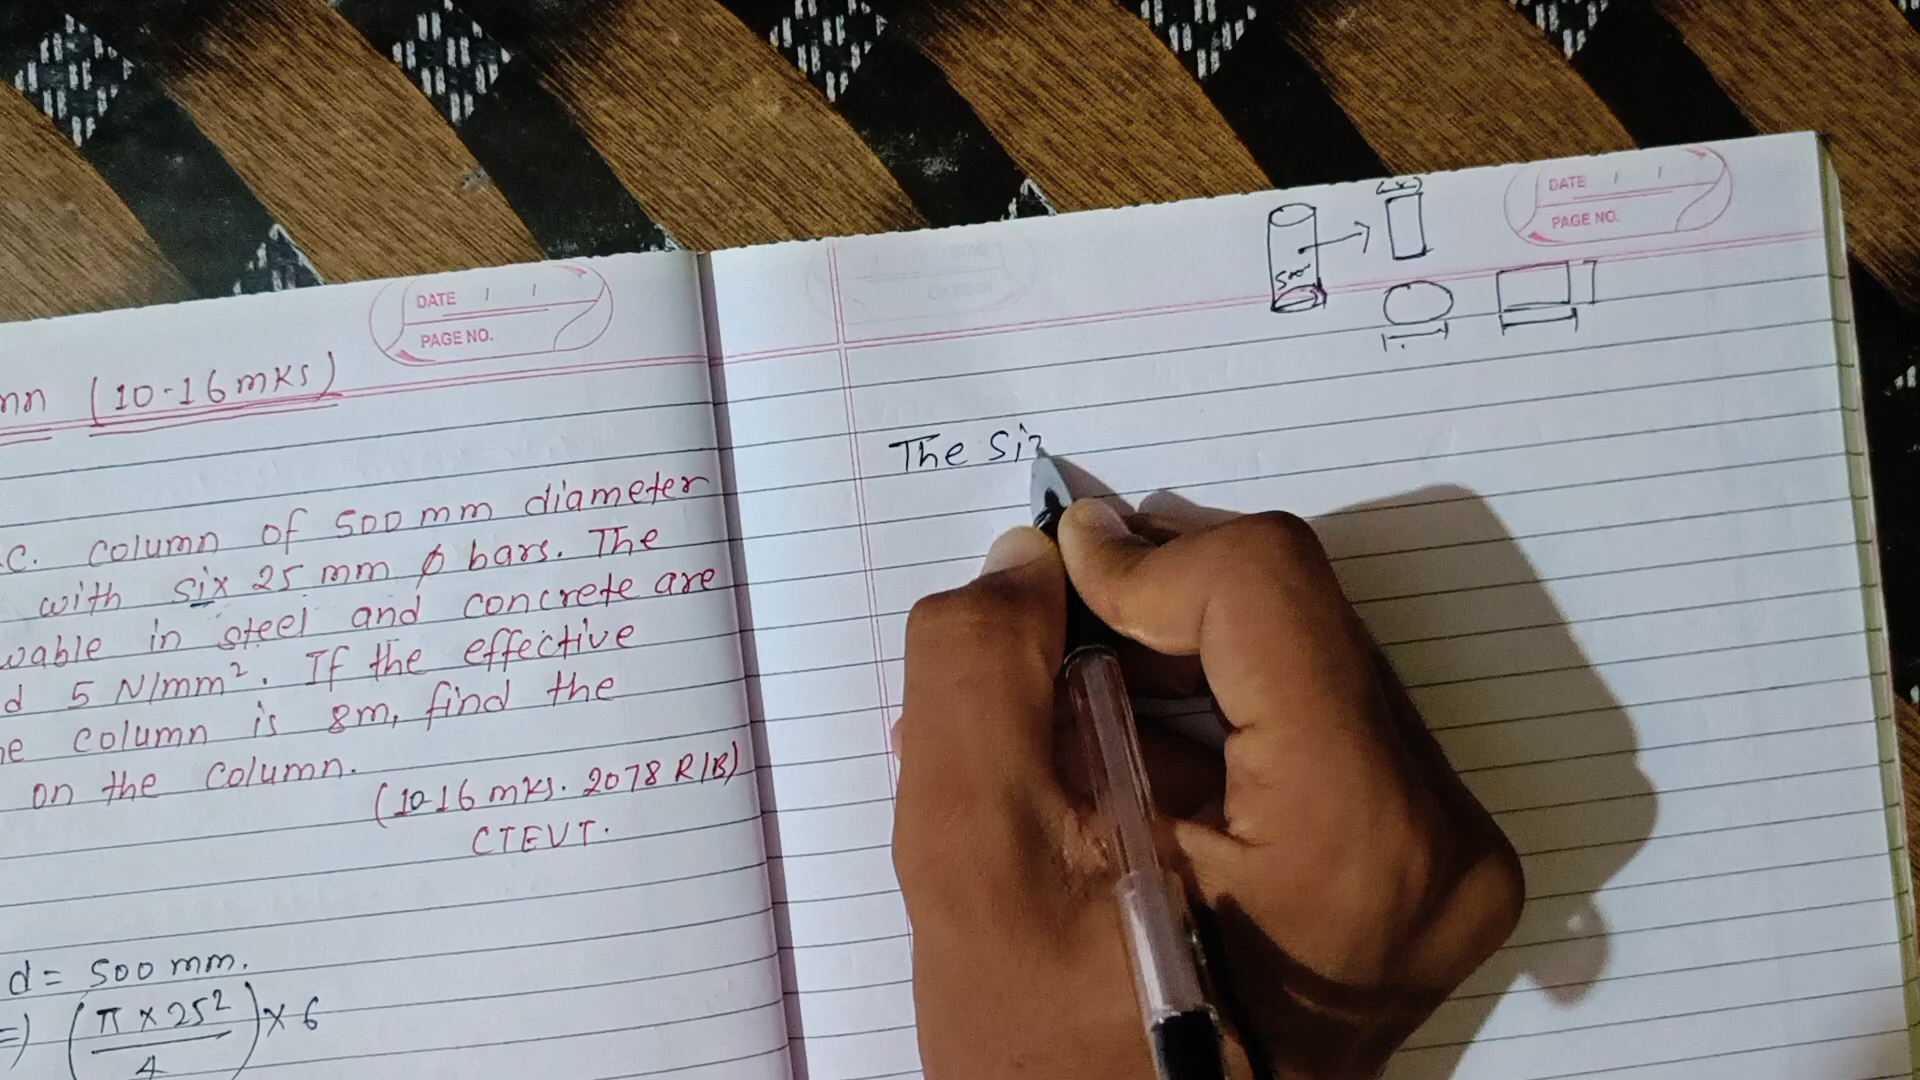 DATE / /
PAGE NO.
(10-16 mks)
.C. column of 500 mm diameter
with six 25 mm ϕ bars. The
wable in steel and concrete are
d 5 N/mm². If the effective
column is 8m, find the
on the column.
(10-16 mks. 2078 R/B)
CTEVT.
d = 500 mm.
=) (π × 25² / 4) × 6
DATE / /
PAGE NO.
500
The Siz